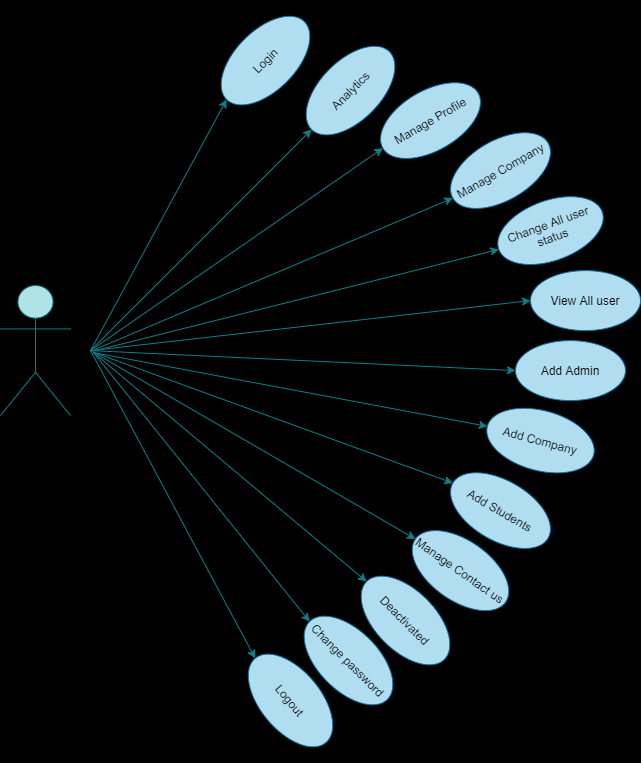 Login
Analytics
Manage Profile
Manage Company
Change All user
status
View All user
Add Admin
Add Company
Add Students
Manage Contact us
Deactivated
Change password
Logout